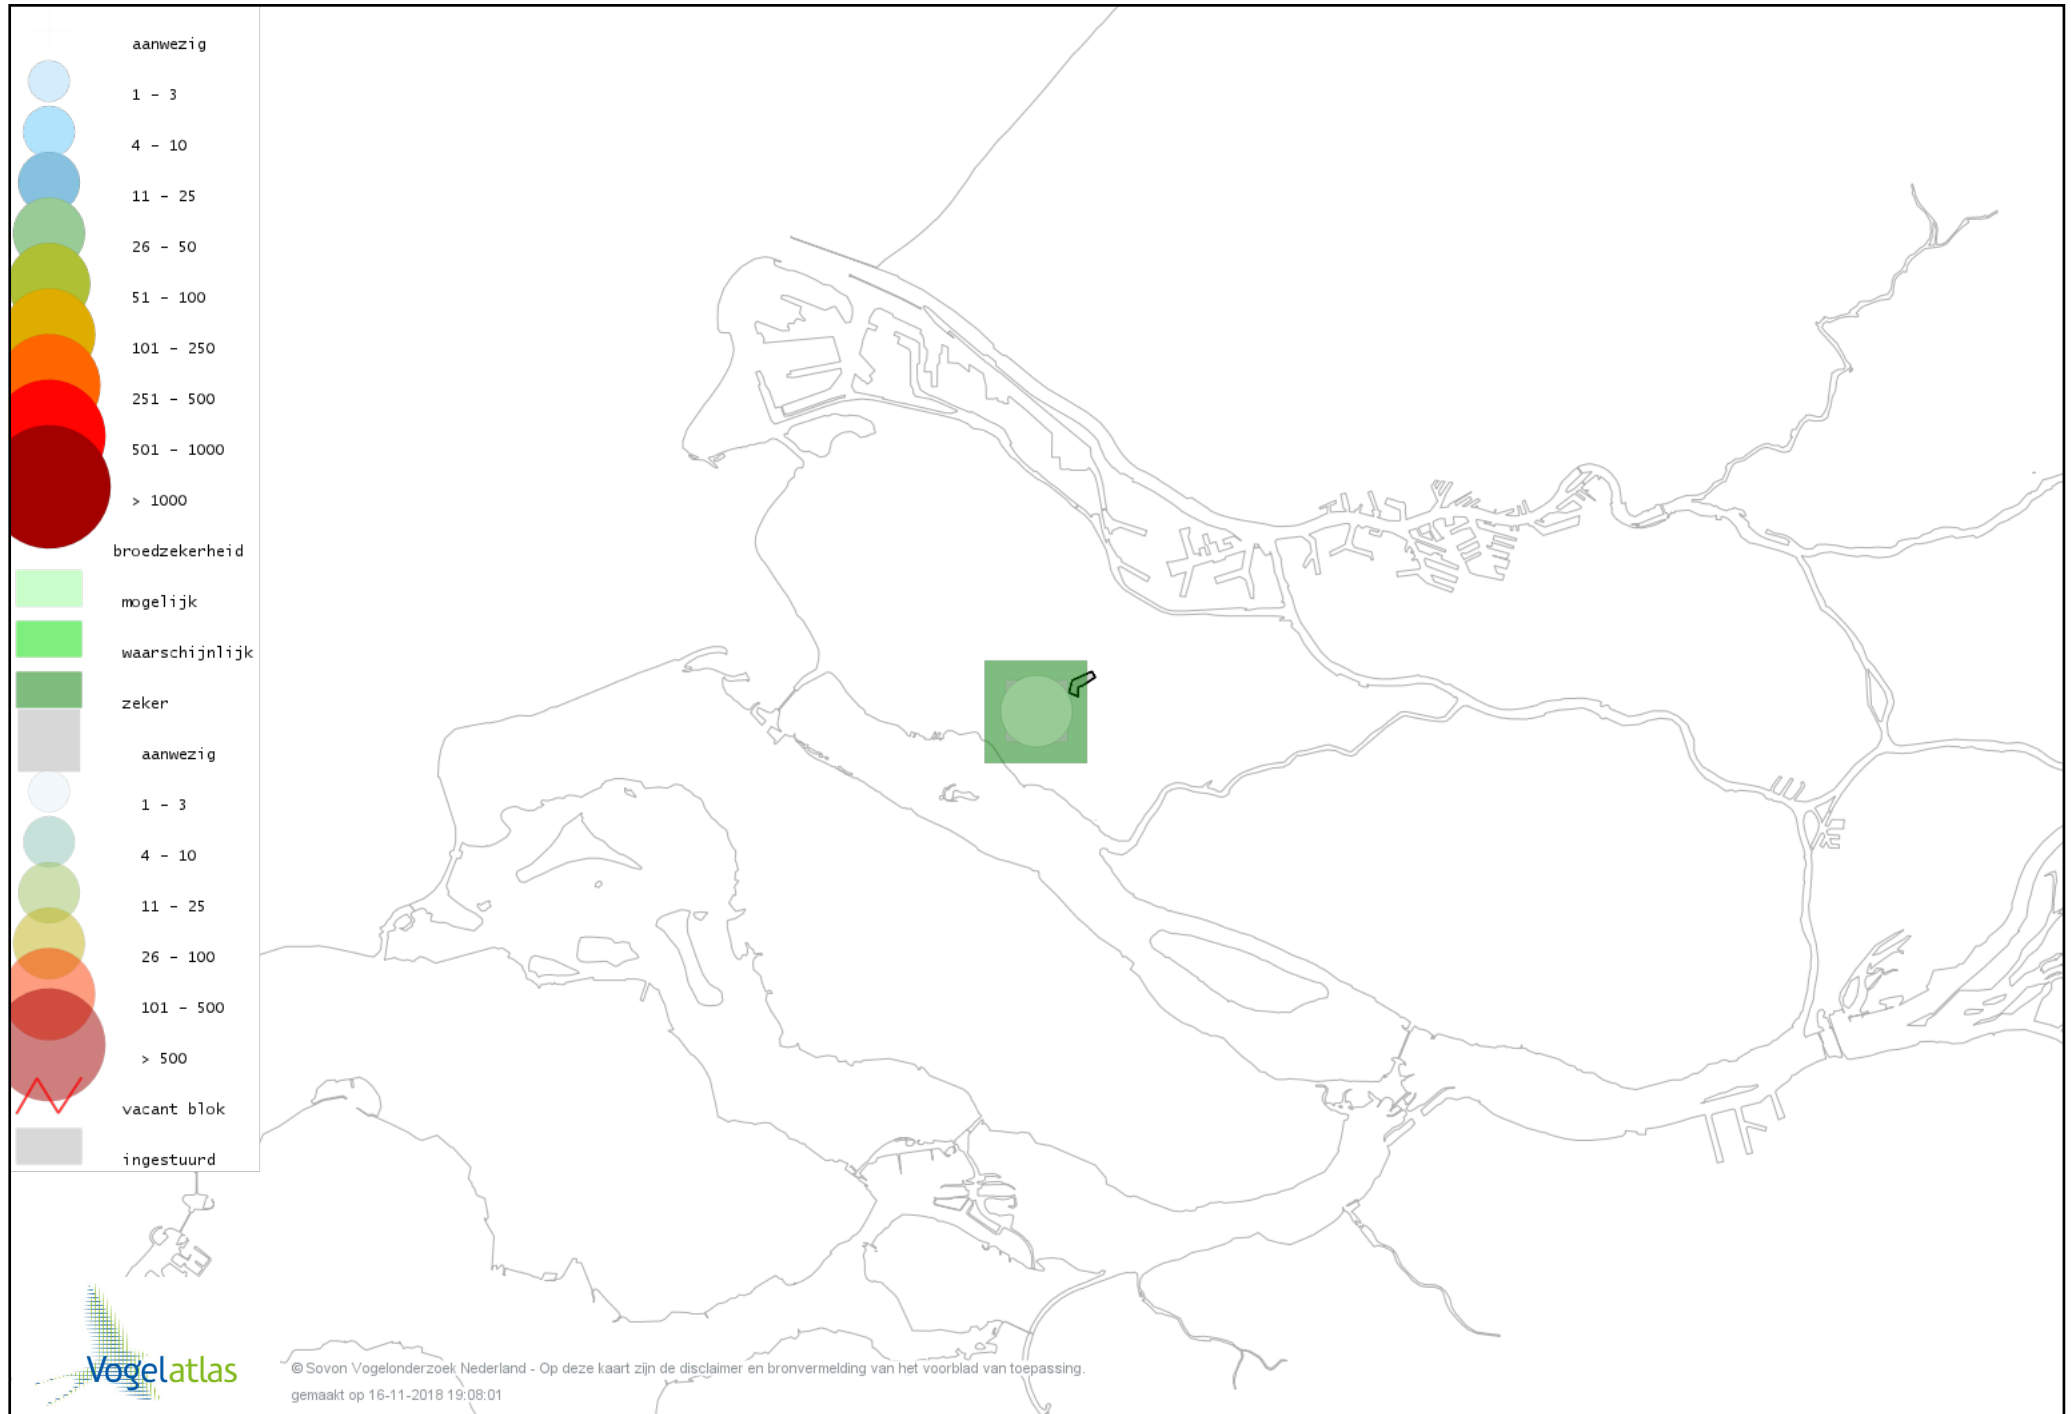 aanwezig
1 - 3
4 - 10
11 - 25
26 - 50
51 - 100
101 - 250
251 - 500
501 - 1000
> 1000
broedzekerheid
mogelijk
waarschijnlijk
zeker
aanwezig
1 - 3
4 - 10
11 - 25
26 - 100
101 - 500
> 500
vacant blok
ingestuurd
Vogelatlas
© Sovon Vogelonderzoek Nederland - Op deze kaart zijn de disclaimer en bronvermelding van het voorblad van toepassing.
gemaakt op 16-11-2018 19:08:01